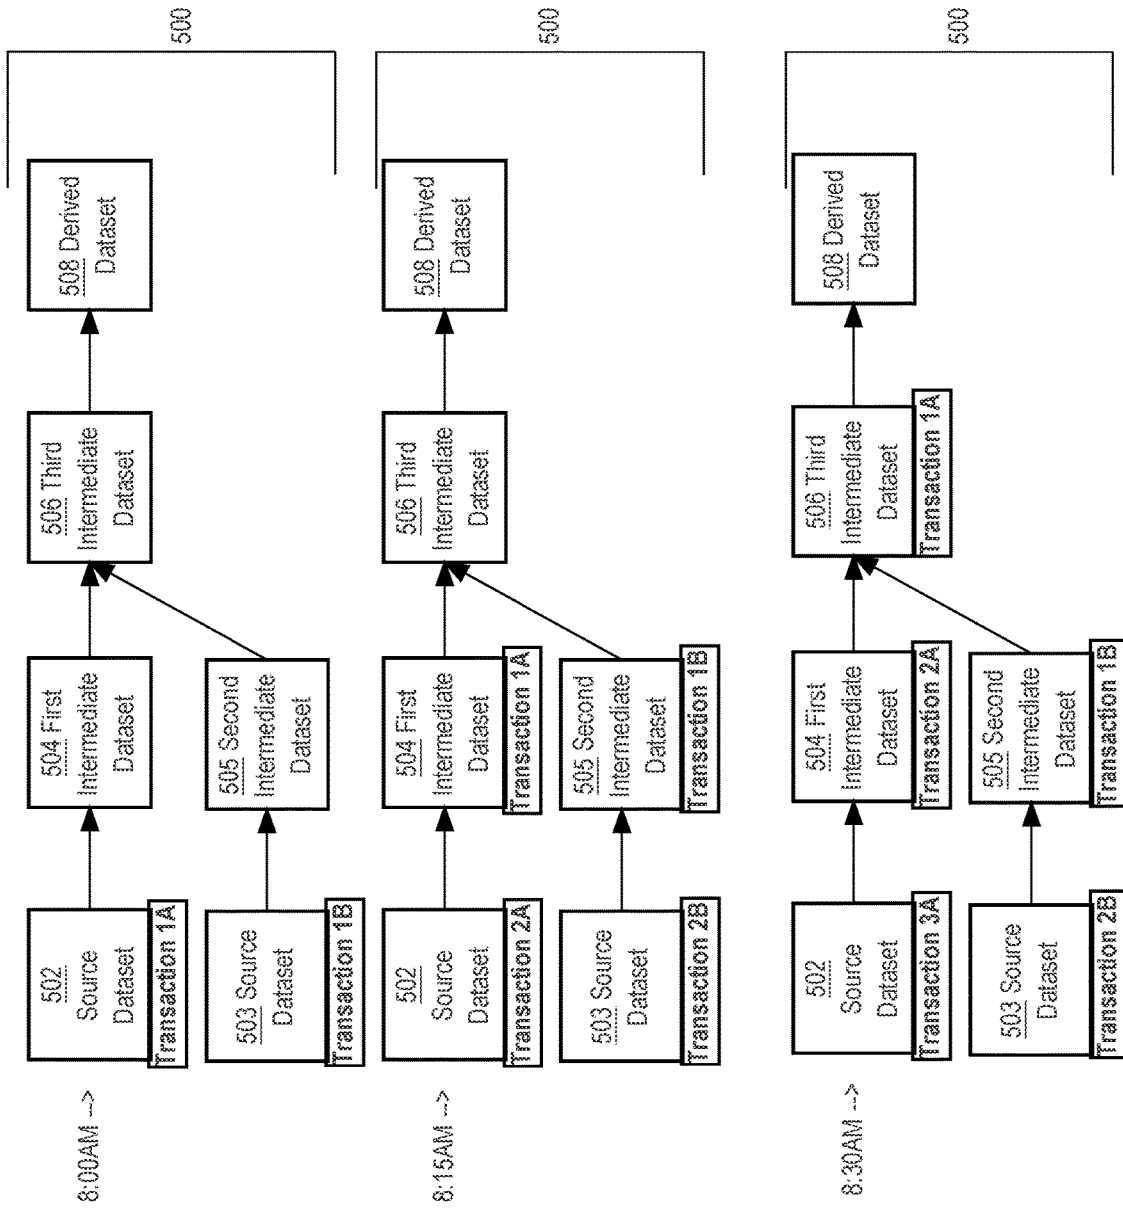 8:00AM -->
502
Source
Dataset
Transaction 1A
504 First
Intermediate
Dataset
506 Third
Intermediate
Dataset
508 Derived
Dataset
503 Source
Dataset
Transaction 1B
505 Second
Intermediate
Dataset
500
8:15AM -->
502
Source
Dataset
Transaction 2A
504 First
Intermediate
Dataset
Transaction 1A
506 Third
Intermediate
Dataset
508 Derived
Dataset
503 Source
Dataset
Transaction 2B
505 Second
Intermediate
Dataset
Transaction 1B
500
8:30AM -->
502
Source
Dataset
Transaction 3A
504 First
Intermediate
Dataset
Transaction 2A
506 Third
Intermediate
Dataset
Transaction 1A
508 Derived
Dataset
503 Source
Dataset
Transaction 2B
505 Second
Intermediate
Dataset
Transaction 1B
500